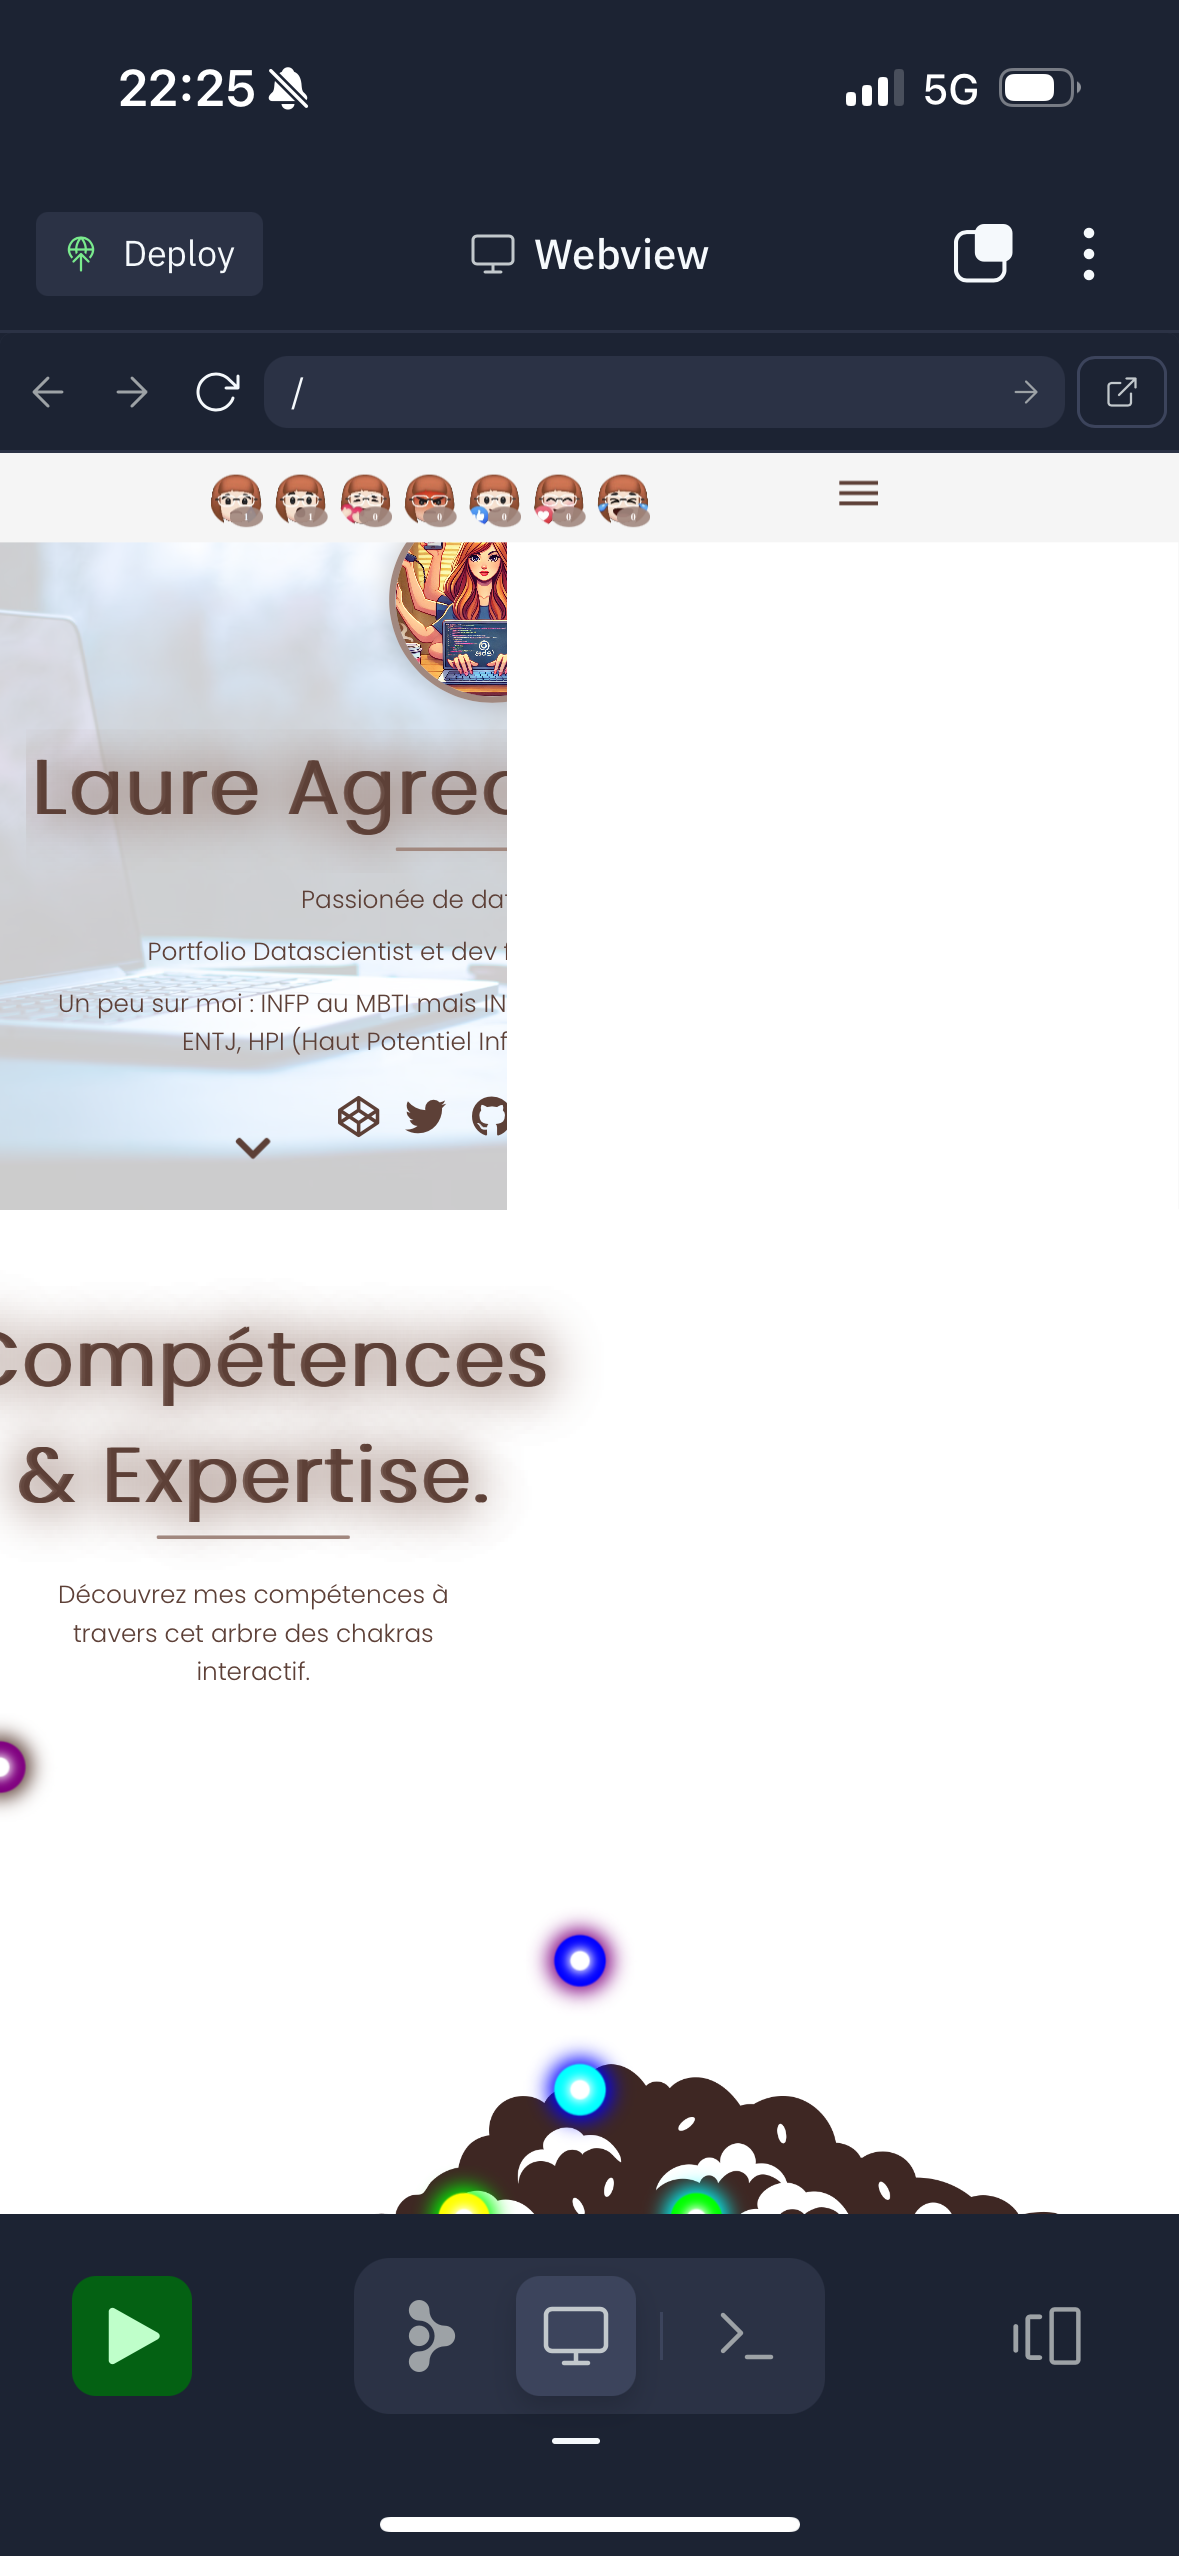 22:25 5G
Deploy Webview
/
1 1 0 0 0 0 0
Laure Agre
Passionée de da
Portfolio Datascientist et dev
Un peu sur moi : INFP au MBTI mais IN
ENTJ, HPI (Haut Potentiel Inf
Compétences
& Expertise.
Découvrez mes compétences à
travers cet arbre des chakras
interactif.